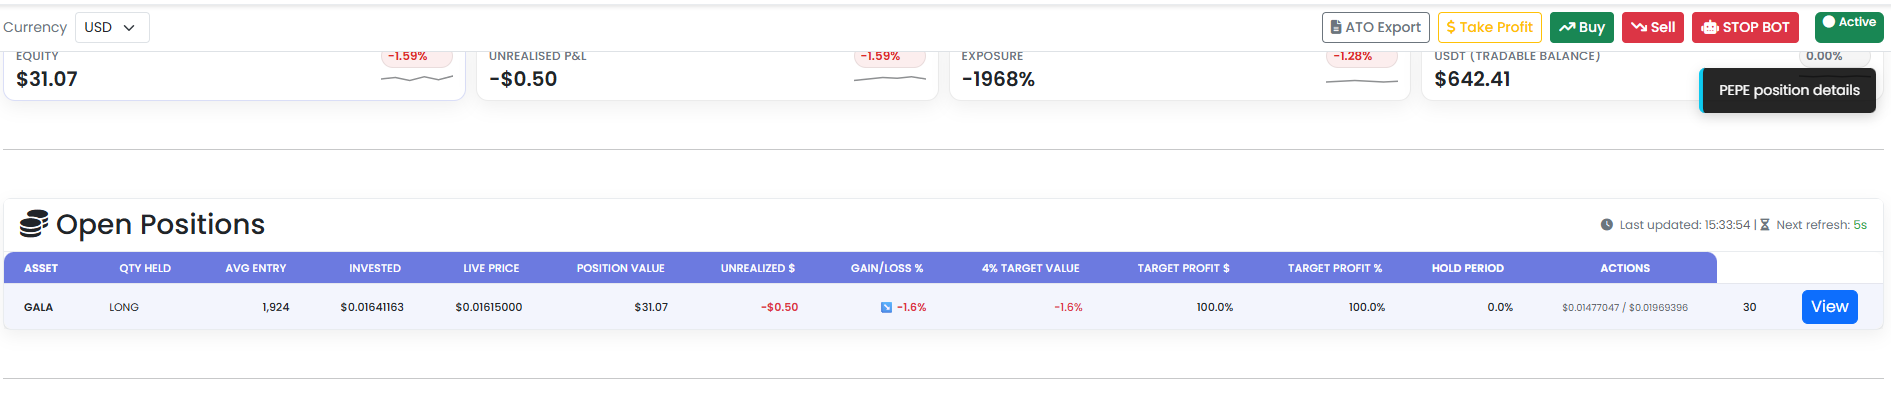 Currency USD ATO Export $ Take Profit Buy Sell STOP BOT Active
EQUITY -1.59% UNREALISED P&L -1.59% EXPOSURE -1.28% USDT (TRADABLE BALANCE) 0.00%
$31.07 -$0.50 -1968% $642.41
PEPE position details
Open Positions
Last updated: 15:33:54 | Next refresh: 5s
ASSET QTY HELD AVG ENTRY INVESTED LIVE PRICE POSITION VALUE UNREALIZED $ GAIN/LOSS % 4% TARGET VALUE TARGET PROFIT $ TARGET PROFIT % HOLD PERIOD ACTIONS
GALA LONG 1,924 $0.01641163 $0.01615000 $31.07 -$0.50 -1.6% -1.6% 100.0% 100.0% 0.0% $0.01477047 / $0.01969396 30 View